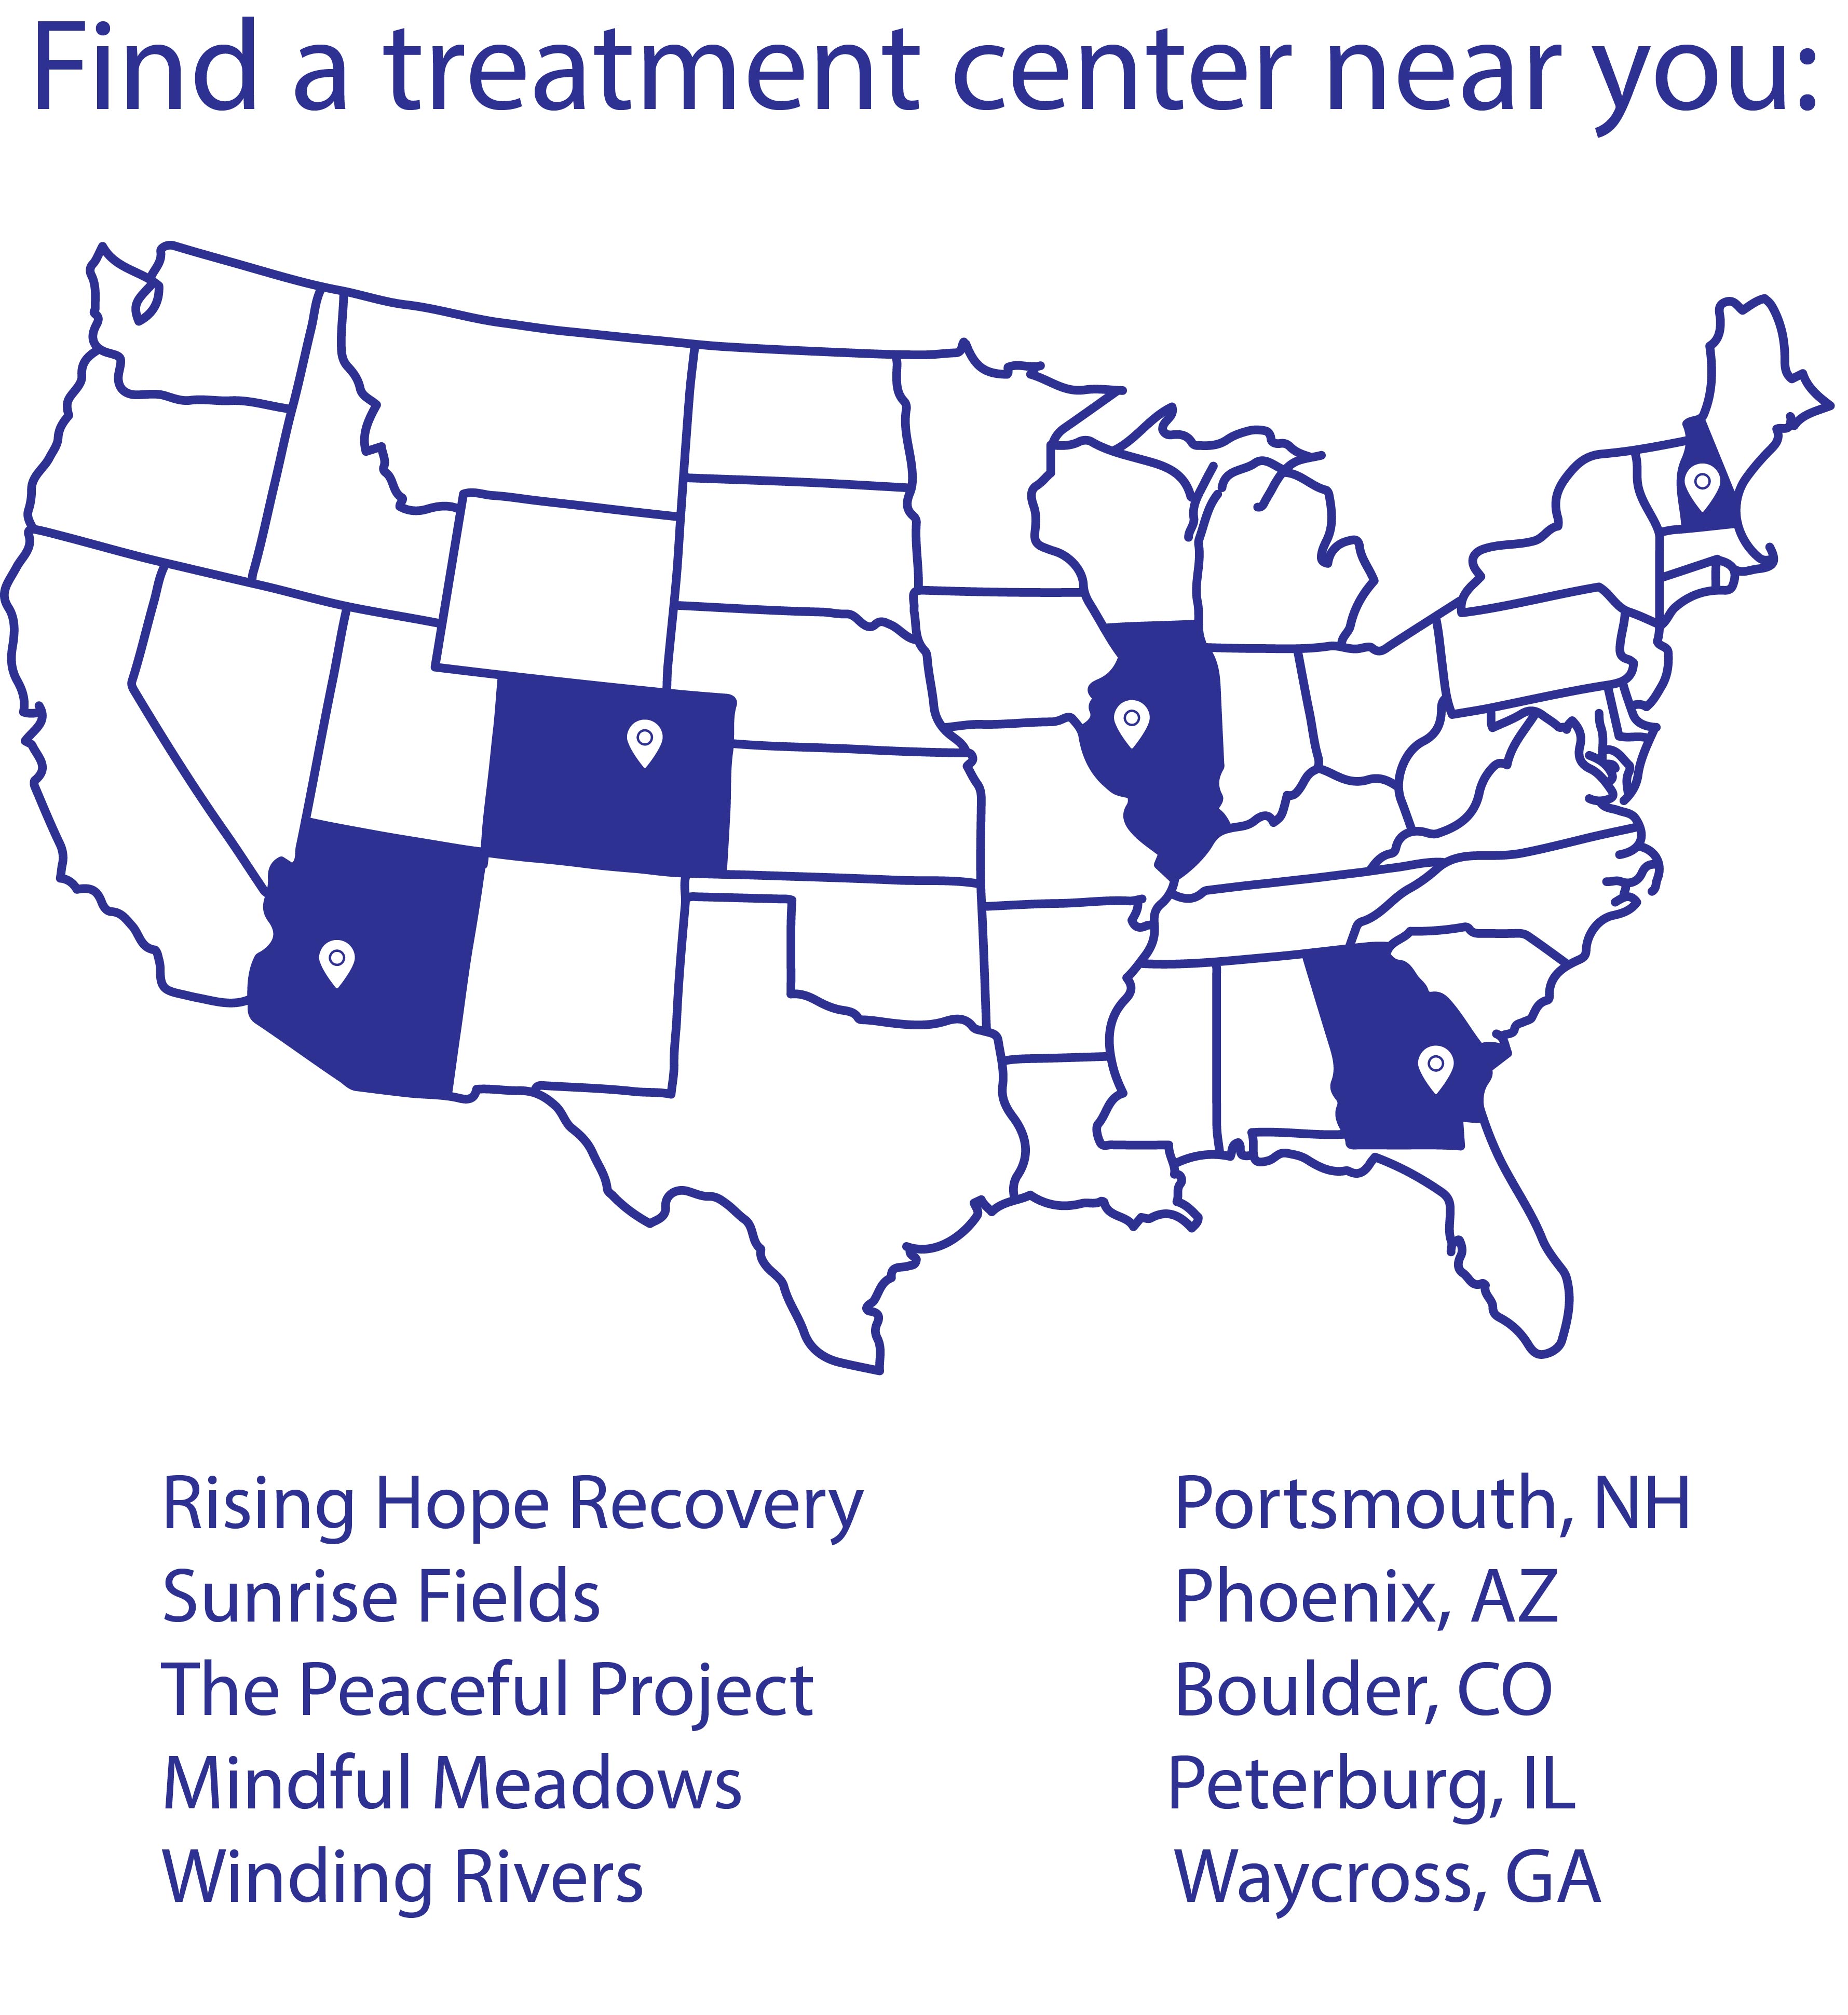 Find a treatment center near you:
Rising Hope Recovery Portsmouth, NH
Sunrise Fields Phoenix, AZ
The Peaceful Project Boulder, CO
Mindful Meadows Peterburg, IL
Winding Rivers Waycross, GA